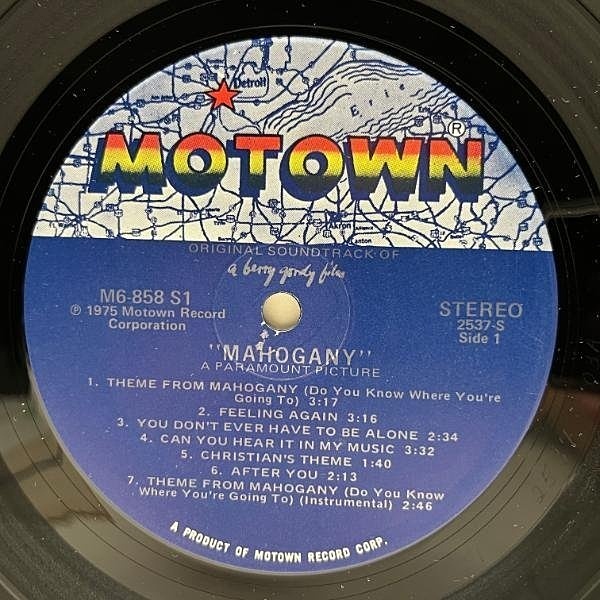 Detroit
Erie
MOTOWN®
Akron
Alliance
Canton
ORIGINAL SOUNDTRACK OF
a berry gordy film
M6-858 S1
℗ 1975 Motown Record
Corporation
STEREO
2537-S
Side 1
"MAHOGANY"
A PARAMOUNT PICTURE
1. THEME FROM MAHOGANY (Do You Know Where You're
Going To) 3:17
2. FEELING AGAIN 3:16
3. YOU DON'T EVER HAVE TO BE ALONE 2:34
4. CAN YOU HEAR IT IN MY MUSIC 3:32
5. CHRISTIAN'S THEME 1:40
6. AFTER YOU 2:13
7. THEME FROM MAHOGANY (Do You Know
Where You're Going To) (Instrumental) 2:46
A PRODUCT OF MOTOWN RECORD CORP.